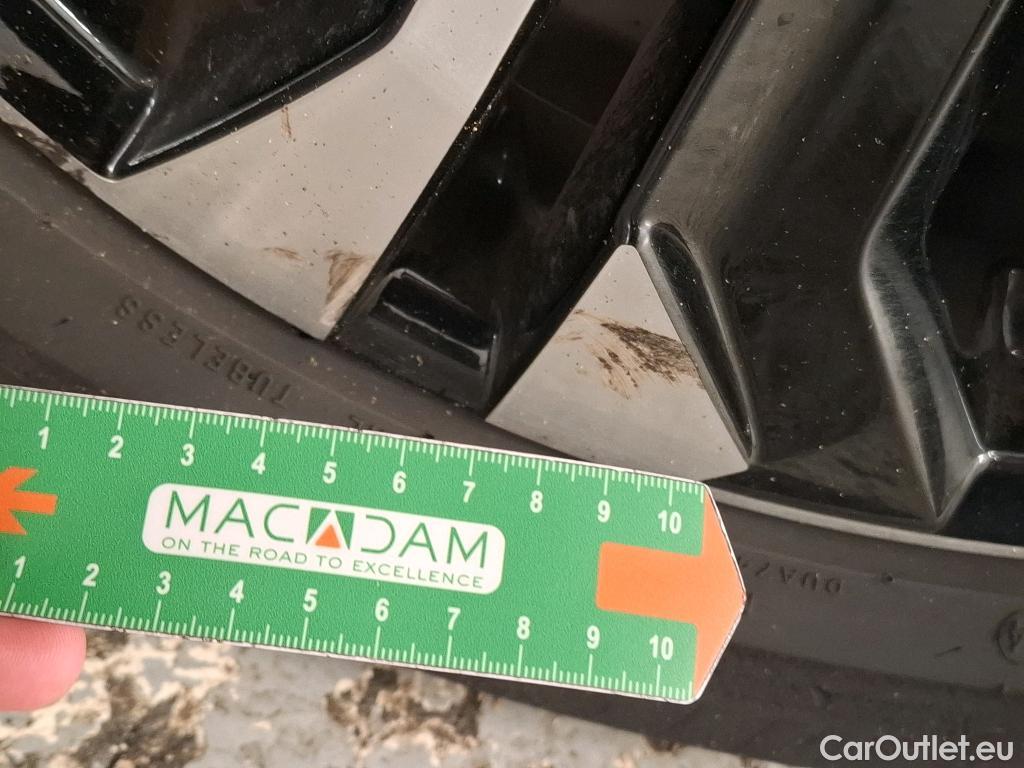 TUBELESS
1 2 3 4 5 6 7 8 9 10
MACADAM
ON THE ROAD TO EXCELLENCE
1 2 3 4 5 6 7 8 9 10
CarOutlet.eu